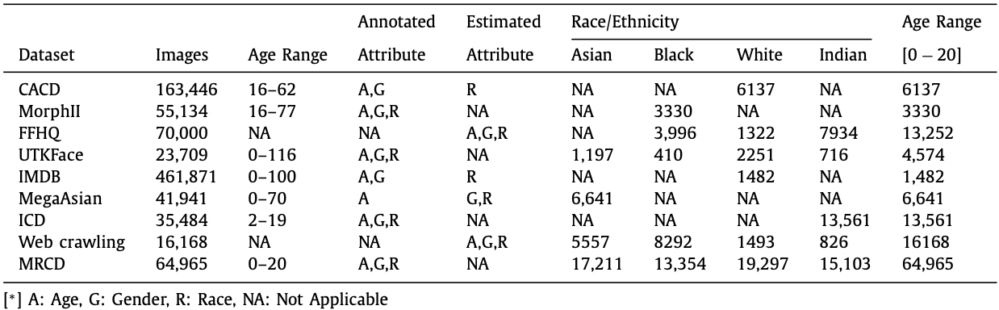 Annotated Estimated Race/Ethnicity Age Range
Dataset Images Age Range Attribute Attribute Asian Black White Indian [0 − 20]
CACD 163,446 16–62 A,G R NA NA 6137 NA 6137
MorphII 55,134 16–77 A,G,R NA NA 3330 NA NA 3330
FFHQ 70,000 NA NA A,G,R NA 3,996 1322 7934 13,252
UTKFace 23,709 0–116 A,G,R NA 1,197 410 2251 716 4,574
IMDB 461,871 0–100 A,G R NA NA 1482 NA 1,482
MegaAsian 41,941 0–70 A G,R 6,641 NA NA NA 6,641
ICD 35,484 2–19 A,G,R NA NA NA NA 13,561 13,561
Web crawling 16,168 NA NA A,G,R 5557 8292 1493 826 16168
MRCD 64,965 0–20 A,G,R NA 17,211 13,354 19,297 15,103 64,965
[*] A: Age, G: Gender, R: Race, NA: Not Applicable